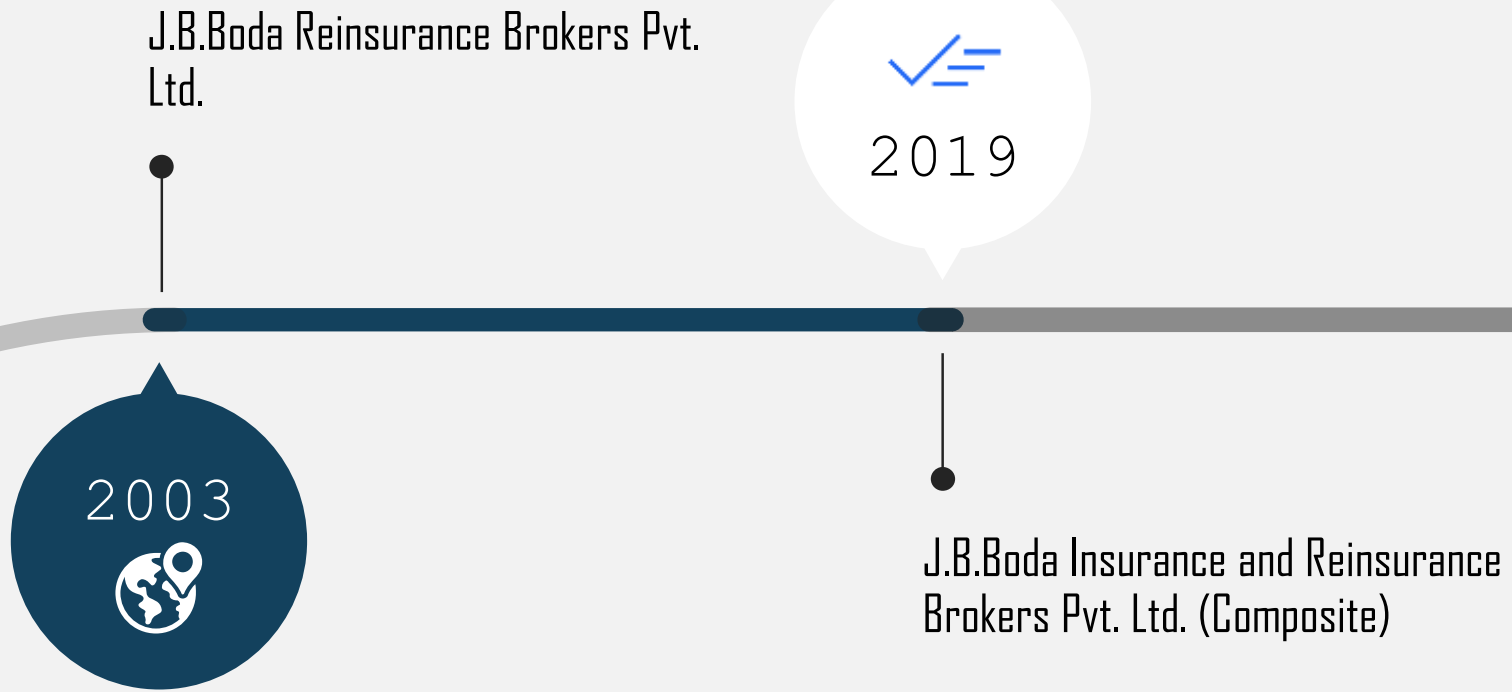 J.B.Boda Reinsurance Brokers Pvt.
Ltd.
2019
2003
J.B.Boda Insurance and Reinsurance
Brokers Pvt. Ltd. (Composite)